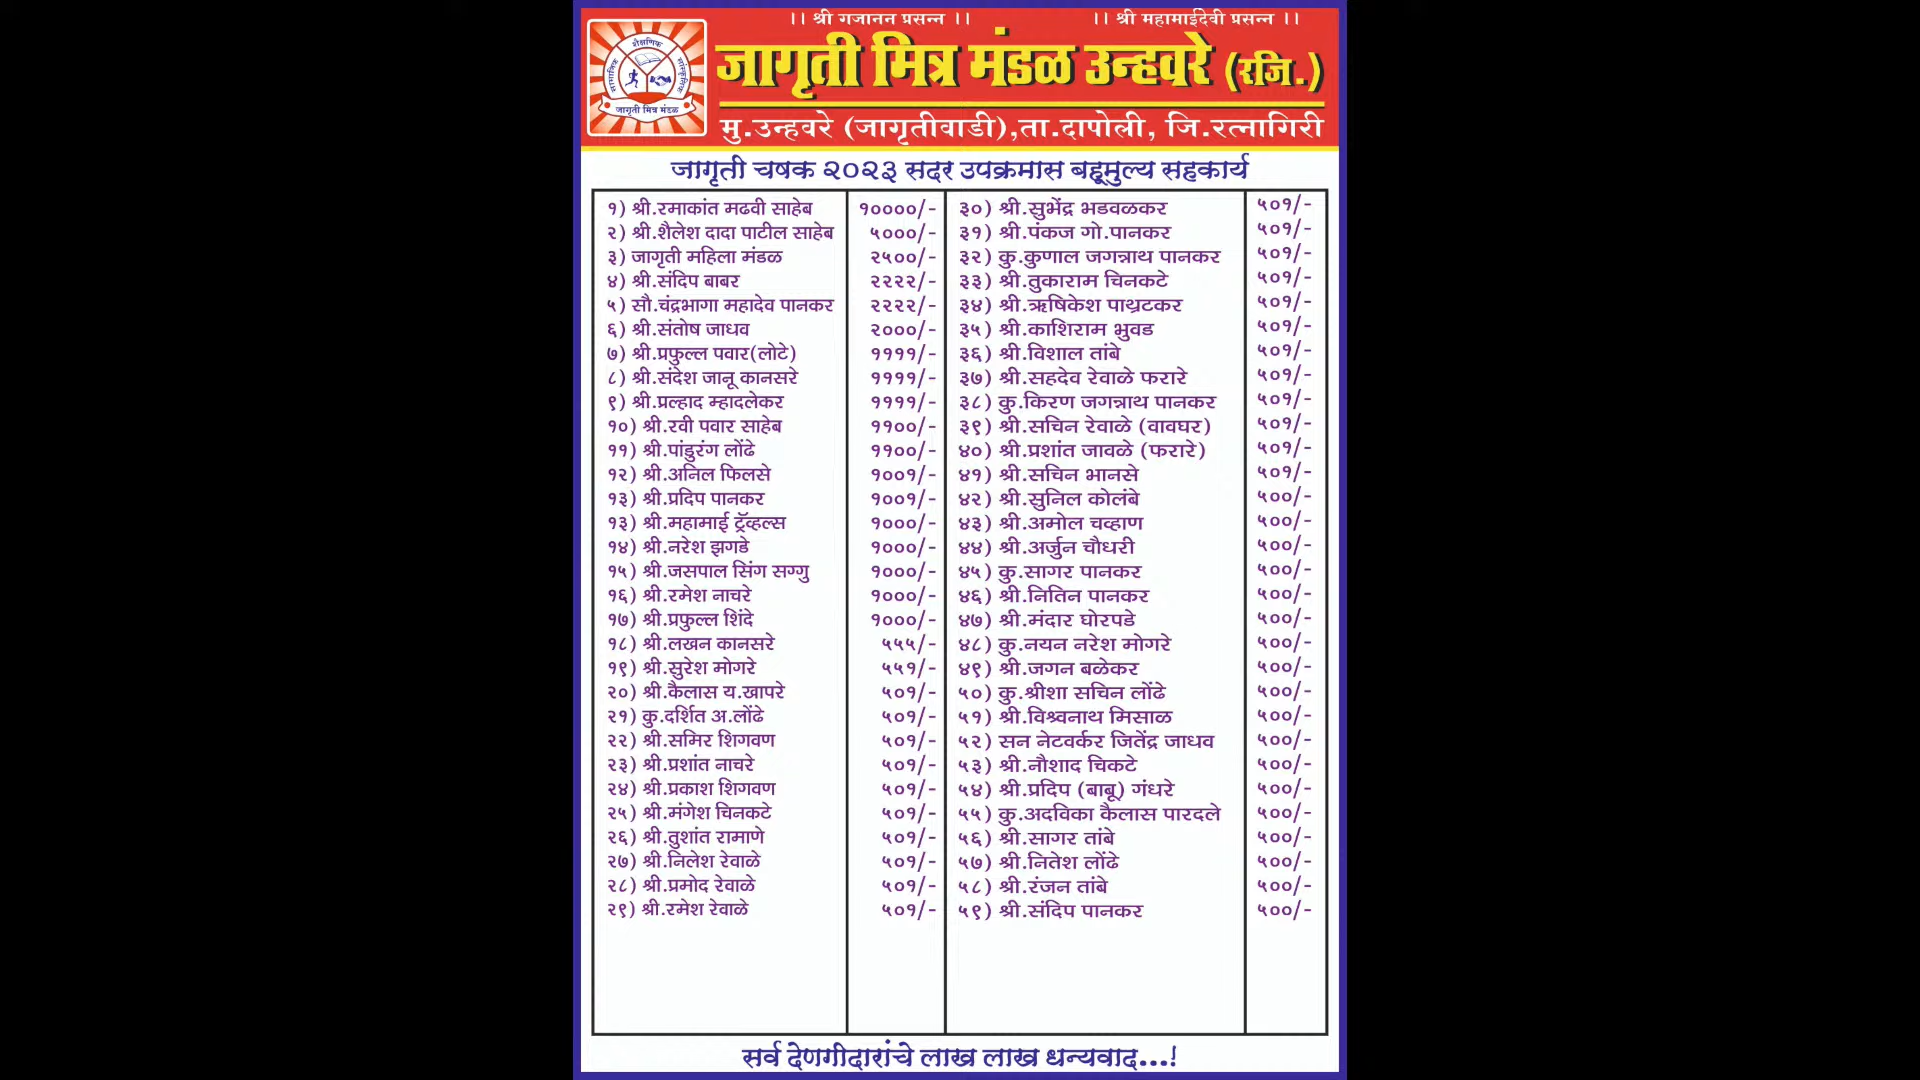 ।। श्री गजानन प्रसन्न ।। ।। श्री महामाईदेवी प्रसन्न ।।
शैक्षणिक
सामाजिक
सांस्कृतिक
जागृती मित्र मंडळ
जागृती मित्र मंडळ उन्हवरे (रजि.)
मु.उन्हवरे (जागृतीवाडी),ता.दापोली, जि.रत्नागिरी
जागृती चषक २०२३ सदर उपक्रमास बहूमुल्य सहकार्य
१) श्री.रमाकांत मढवी साहेब १००००/-
२) श्री.शैलेश दादा पाटील साहेब ५०००/-
३) जागृती महिला मंडळ २५००/-
४) श्री.संदिप बाबर २२२२/-
५) सौ.चंद्रभागा महादेव पानकर २२२२/-
६) श्री.संतोष जाधव २०००/-
७) श्री.प्रफुल्ल पवार(लोटे) ११११/-
८) श्री.संदेश जानू कानसरे ११११/-
९) श्री.प्रल्हाद म्हादलेकर ११११/-
१०) श्री.रवी पवार साहेब ११००/-
११) श्री.पांडुरंग लोंढे ११००/-
१२) श्री.अनिल फिलसे १००१/-
१३) श्री.प्रदिप पानकर १००१/-
१३) श्री.महामाई ट्रॅव्हल्स १०००/-
१४) श्री.नरेश झगडे १०००/-
१५) श्री.जसपाल सिंग सग्गु १०००/-
१६) श्री.रमेश नाचरे १०००/-
१७) श्री.प्रफुल्ल शिंदे १०००/-
१८) श्री.लखन कानसरे ५५५/-
१९) श्री.सुरेश मोगरे ५५१/-
२०) श्री.कैलास य.खापरे ५०१/-
२१) कु.दर्शित अ.लोंढे ५०१/-
२२) श्री.समिर शिगवण ५०१/-
२३) श्री.प्रशांत नाचरे ५०१/-
२४) श्री.प्रकाश शिगवण ५०१/-
२५) श्री.मंगेश चिनकटे ५०१/-
२६) श्री.तुशांत रामाणे ५०१/-
२७) श्री.निलेश रेवाळे ५०१/-
२८) श्री.प्रमोद रेवाळे ५०१/-
२९) श्री.रमेश रेवाळे ५०१/-
३०) श्री.सुभेंद्र भडवळकर ५०१/-
३१) श्री.पंकज गो.पानकर ५०१/-
३२) कु.कुणाल जगन्नाथ पानकर ५०१/-
३३) श्री.तुकाराम चिनकटे ५०१/-
३४) श्री.ऋषिकेश पाथ्रटकर ५०१/-
३५) श्री.काशिराम भुवड ५०१/-
३६) श्री.विशाल तांबे ५०१/-
३७) श्री.सहदेव रेवाळे फरारे ५०१/-
३८) कु.किरण जगन्नाथ पानकर ५०१/-
३९) श्री.सचिन रेवाळे (वावघर) ५०१/-
४०) श्री.प्रशांत जावळे (फरारे) ५०१/-
४१) श्री.सचिन भानसे ५०१/-
४२) श्री.सुनिल कोलंबे ५००/-
४३) श्री.अमोल चव्हाण ५००/-
४४) श्री.अर्जुन चौधरी ५००/-
४५) कु.सागर पानकर ५००/-
४६) श्री.नितिन पानकर ५००/-
४७) श्री.मंदार घोरपडे ५००/-
४८) कु.नयन नरेश मोगरे ५००/-
४९) श्री.जगन बळेकर ५००/-
५०) कु.श्रीशा सचिन लोंढे ५००/-
५१) श्री.विश्र्वनाथ मिसाळ ५००/-
५२) सन नेटवर्कर जितेंद्र जाधव ५००/-
५३) श्री.नौशाद चिकटे ५००/-
५४) श्री.प्रदिप (बाबू) गंधरे ५००/-
५५) कु.अदविका कैलास पारदले ५००/-
५६) श्री.सागर तांबे ५००/-
५७) श्री.नितेश लोंढे ५००/-
५८) श्री.रंजन तांबे ५००/-
५९) श्री.संदिप पानकर ५००/-
सर्व देणगीदारांचे लाख लाख धन्यवाद...!